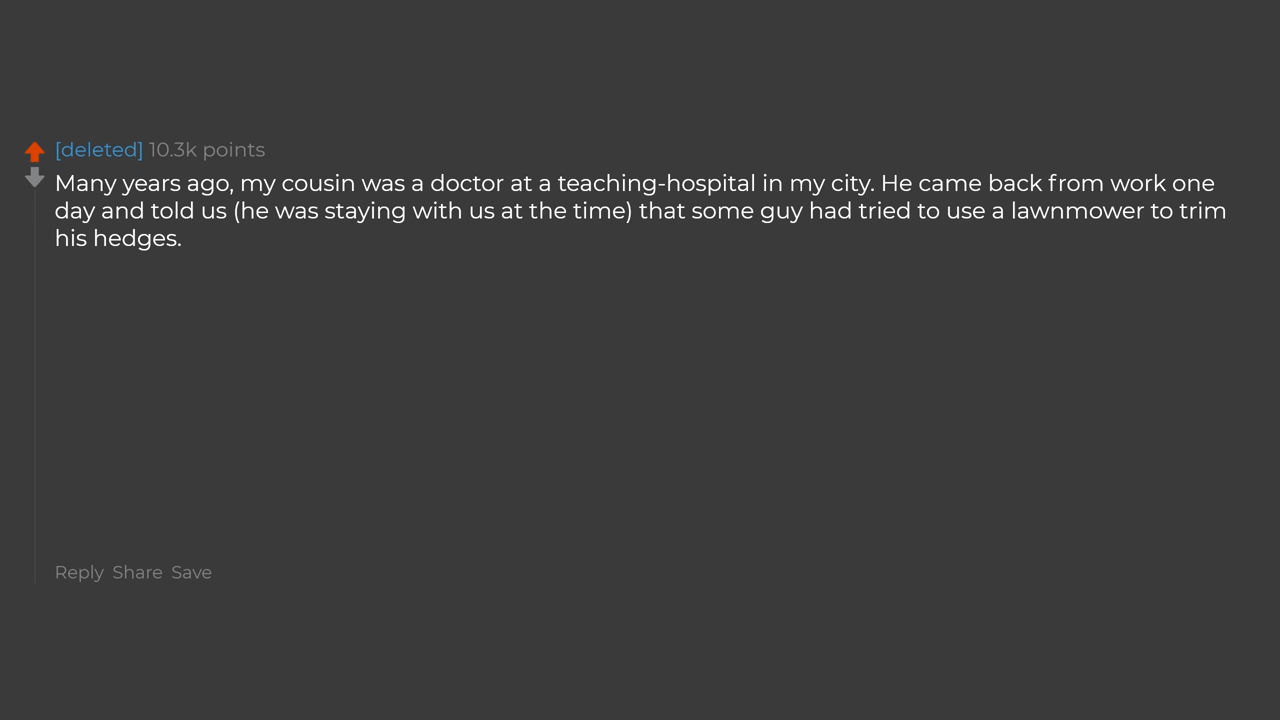 [deleted] 10.3k points
Many years ago, my cousin was a doctor at a teaching-hospital in my city. He came back from work one
day and told us (he was staying with us at the time) that some guy had tried to use a lawnmower to trim
his hedges.
Reply Share Save